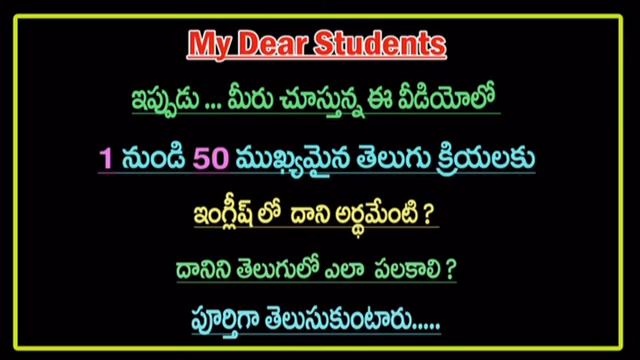 My Dear Students
ఇప్పుడు ... మీరు చూస్తున్న ఈ వీడియోలో
1 నుండి 50 ముఖ్యమైన తెలుగు క్రియలకు
ఇంగ్లీష్ లో దాని అర్థమేంటి ?
దానిని తెలుగులో ఎలా పలకాలి ?
పూర్తిగా తెలుసుకుంటారు.....